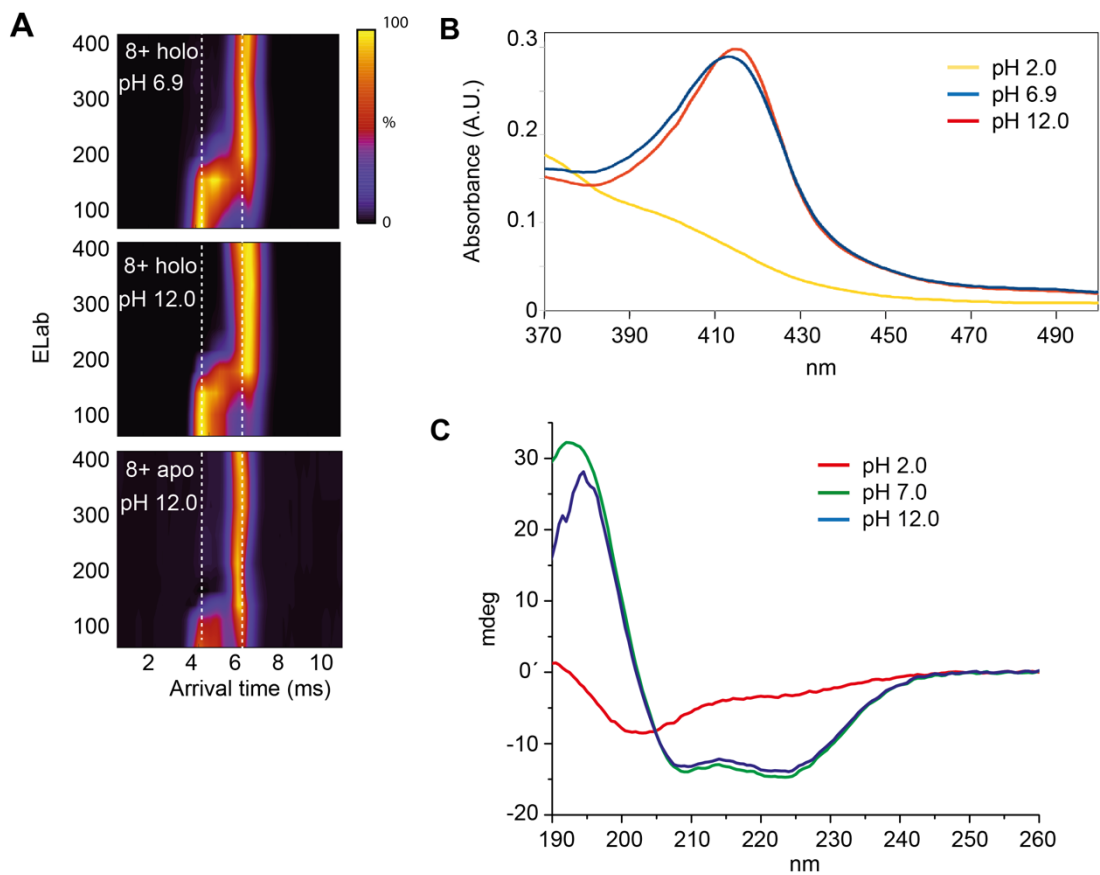 A
400
300
200
100
8+ holo
pH 6.9
100
%
0
400
300
200
100
8+ holo
pH 12.0
ELab
400
300
200
100
8+ apo
pH 12.0
2 4 6 8 10
Arrival time (ms)
B
0.3
0.2
0.1
0
Absorbance (A.U.)
pH 2.0
pH 6.9
pH 12.0
370 390 410 430 450 470 490
nm
C
30
20
10
0´
-10
-20
mdeg
pH 2.0
pH 7.0
pH 12.0
190 200 210 220 230 240 250 260
nm